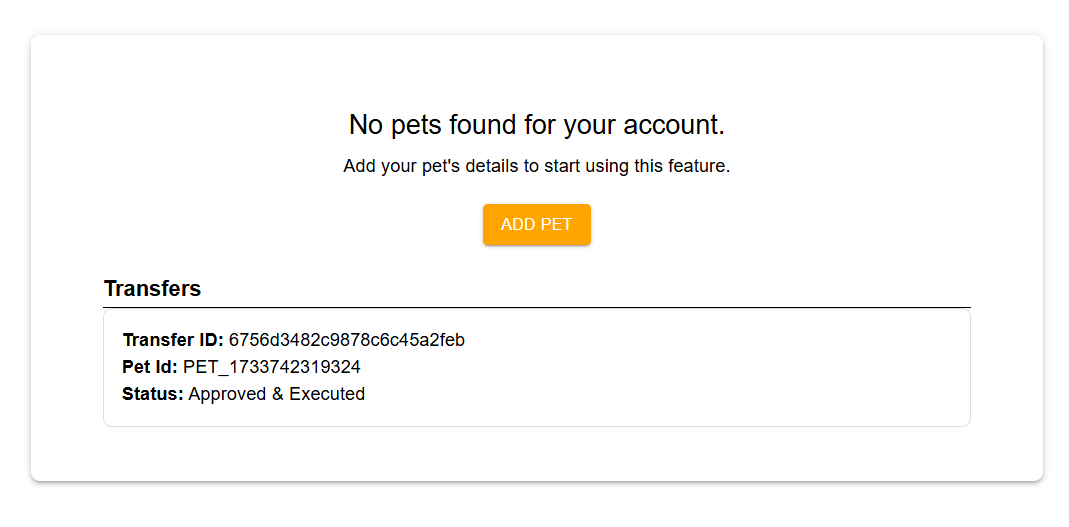 No pets found for your account.
Add your pet's details to start using this feature.
ADD PET
Transfers
Transfer ID: 6756d3482c9878c6c45a2feb
Pet Id: PET_1733742319324
Status: Approved & Executed